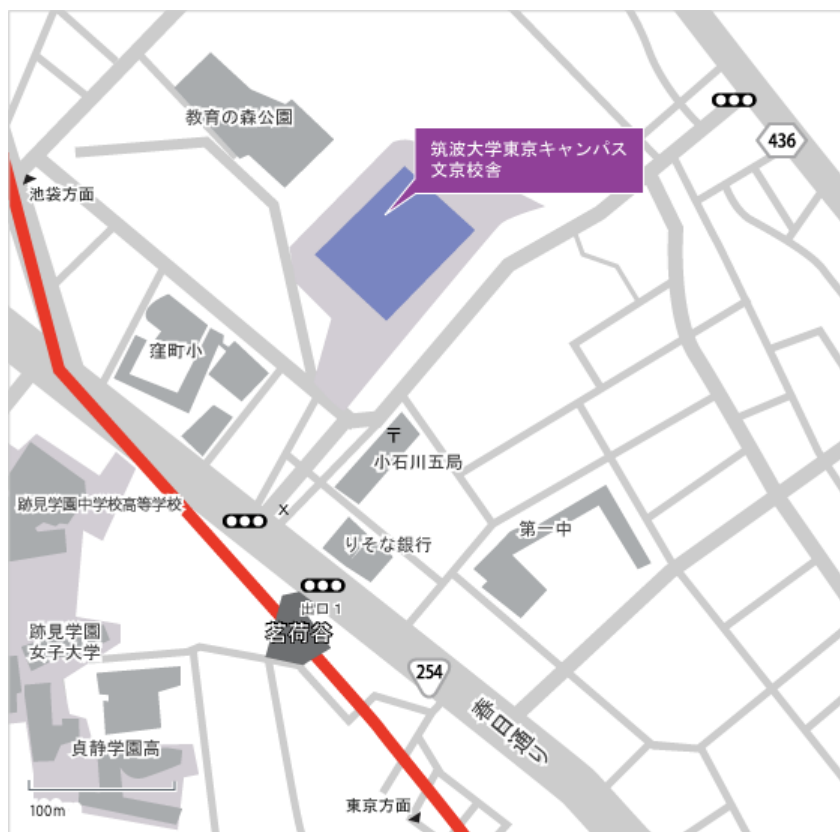 教育の森公園
筑波大学東京キャンパス
文京校舎
436
池袋方面
窪町小
〒
小石川五局
跡見学園中学校高等学校
x
りそな銀行
第一中
出口1
茗荷谷
跡見学園
女子大学
254
春日通り
貞静学園高
100m
東京方面